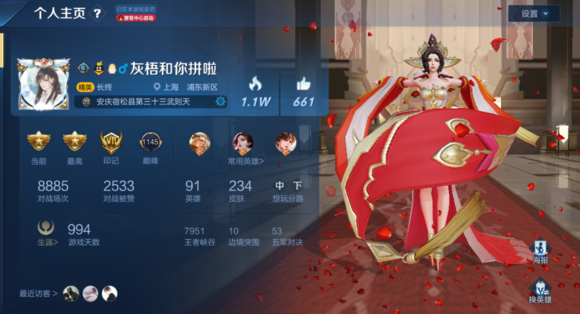 个人主页 ?
设置
灰梧和你拼啦
精英 长终 上海 浦东新区
安庆宿松县第三十三武则天
1.1W
661
VII
1145
当前 最高 印记 巅峰 常用英雄>
8885 2533 91 234 中 下
对战场次 对战被赞 英雄 皮肤 想玩分路
994
生涯> 游戏天数
7951 10 53
王者峡谷 边境突围 五军对决
最近访客 >
海报
换英雄